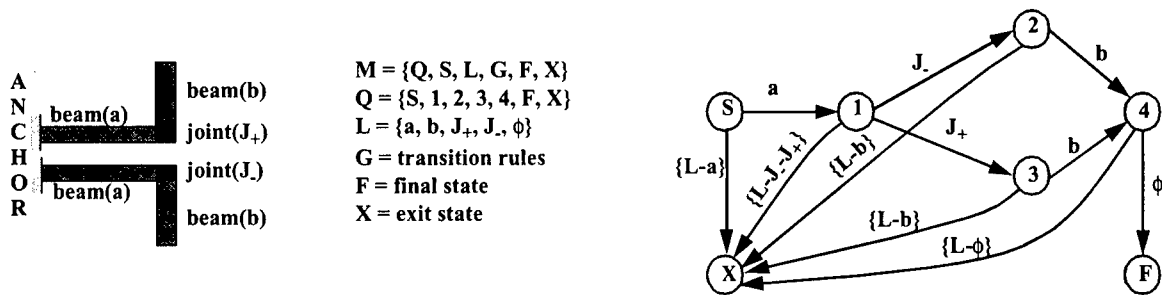 ANCHOR
beam(a)
beam(b)
joint(J₊)
joint(J₋)
beam(a)
beam(b)
M = {Q, S, L, G, F, X}
Q = {S, 1, 2, 3, 4, F, X}
L = {a, b, J₊, J₋, ϕ}
G = transition rules
F = final state
X = exit state
S
a
1
J₋
2
b
4
J₊
3
b
{L-a}
{L-J₋-J₊}
{L-b}
{L-b}
{L-ϕ}
ϕ
X
F